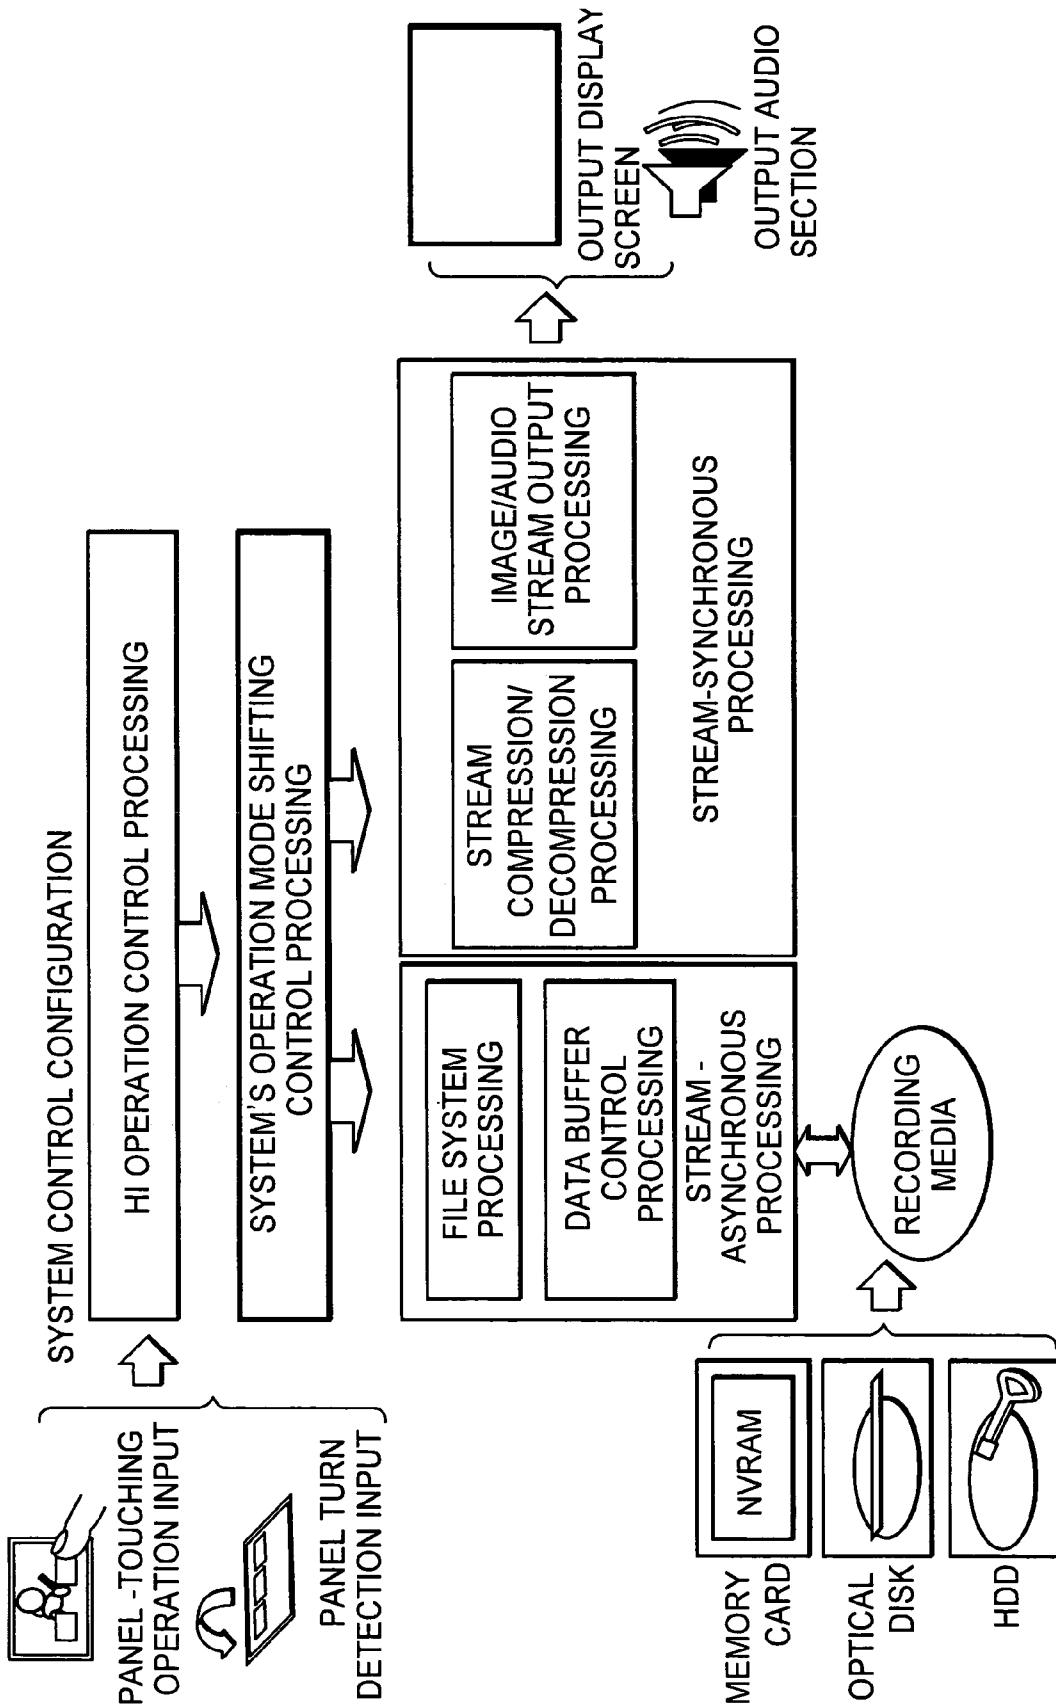 SYSTEM CONTROL CONFIGURATION
PANEL -TOUCHING
OPERATION INPUT
PANEL TURN
DETECTION INPUT
HI OPERATION CONTROL PROCESSING
SYSTEM'S OPERATION MODE SHIFTING
CONTROL PROCESSING
FILE SYSTEM
PROCESSING
DATA BUFFER
CONTROL
PROCESSING
STREAM -
ASYNCHRONOUS
PROCESSING
STREAM
COMPRESSION/
DECOMPRESSION
PROCESSING
IMAGE/AUDIO
STREAM OUTPUT
PROCESSING
STREAM-SYNCHRONOUS
PROCESSING
OUTPUT DISPLAY
SCREEN
OUTPUT AUDIO
SECTION
MEMORY
CARD
NVRAM
OPTICAL
DISK
HDD
RECORDING
MEDIA